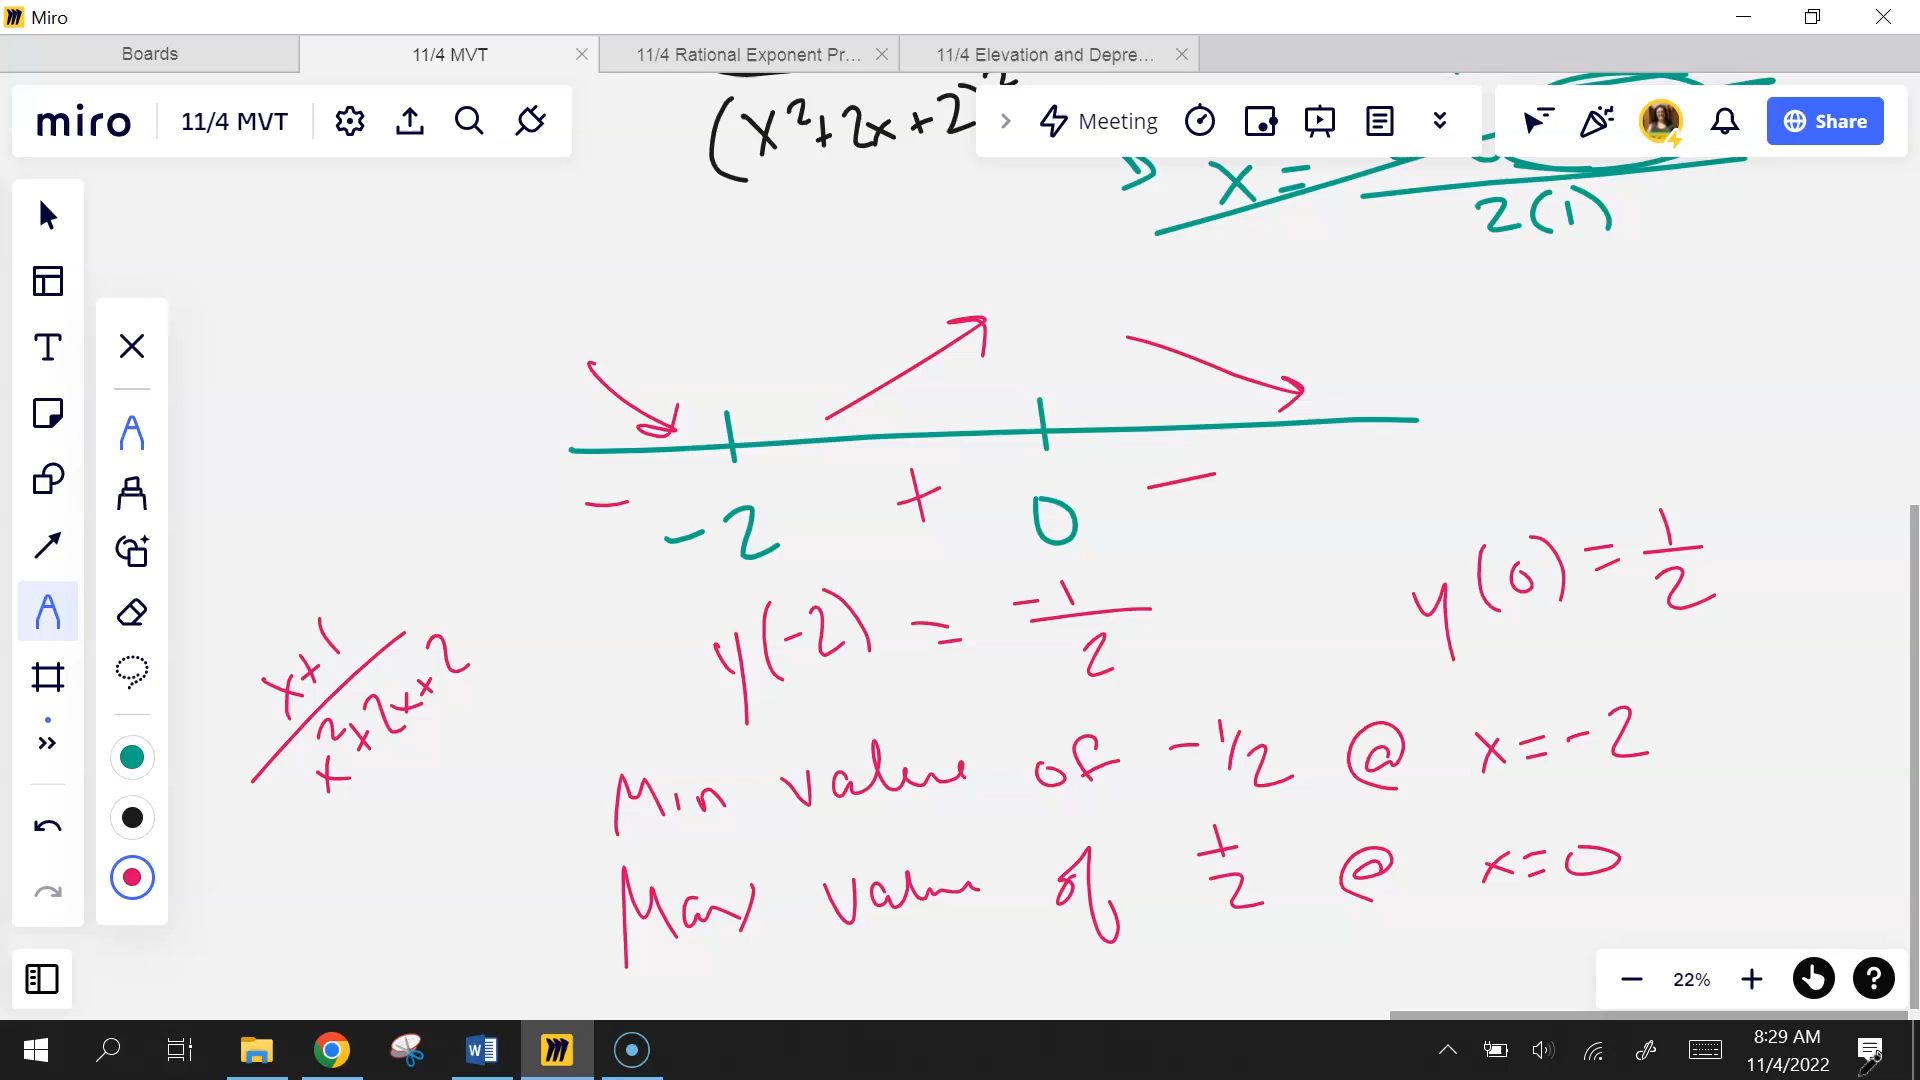 Miro
Boards
11/4 MVT
11/4 Rational Exponent Pr...
11/4 Elevation and Depre...
miro
11/4 MVT
Meeting
Share
(x²+2x+2)²
x =
2(1)
- + -
-2 0
y(-2) = -1/2
y(0) = 1/2
x+1
x²+2x+2
Min value of -1/2 @ x=-2
Max value of 1/2 @ x=0
22%
8:29 AM
11/4/2022